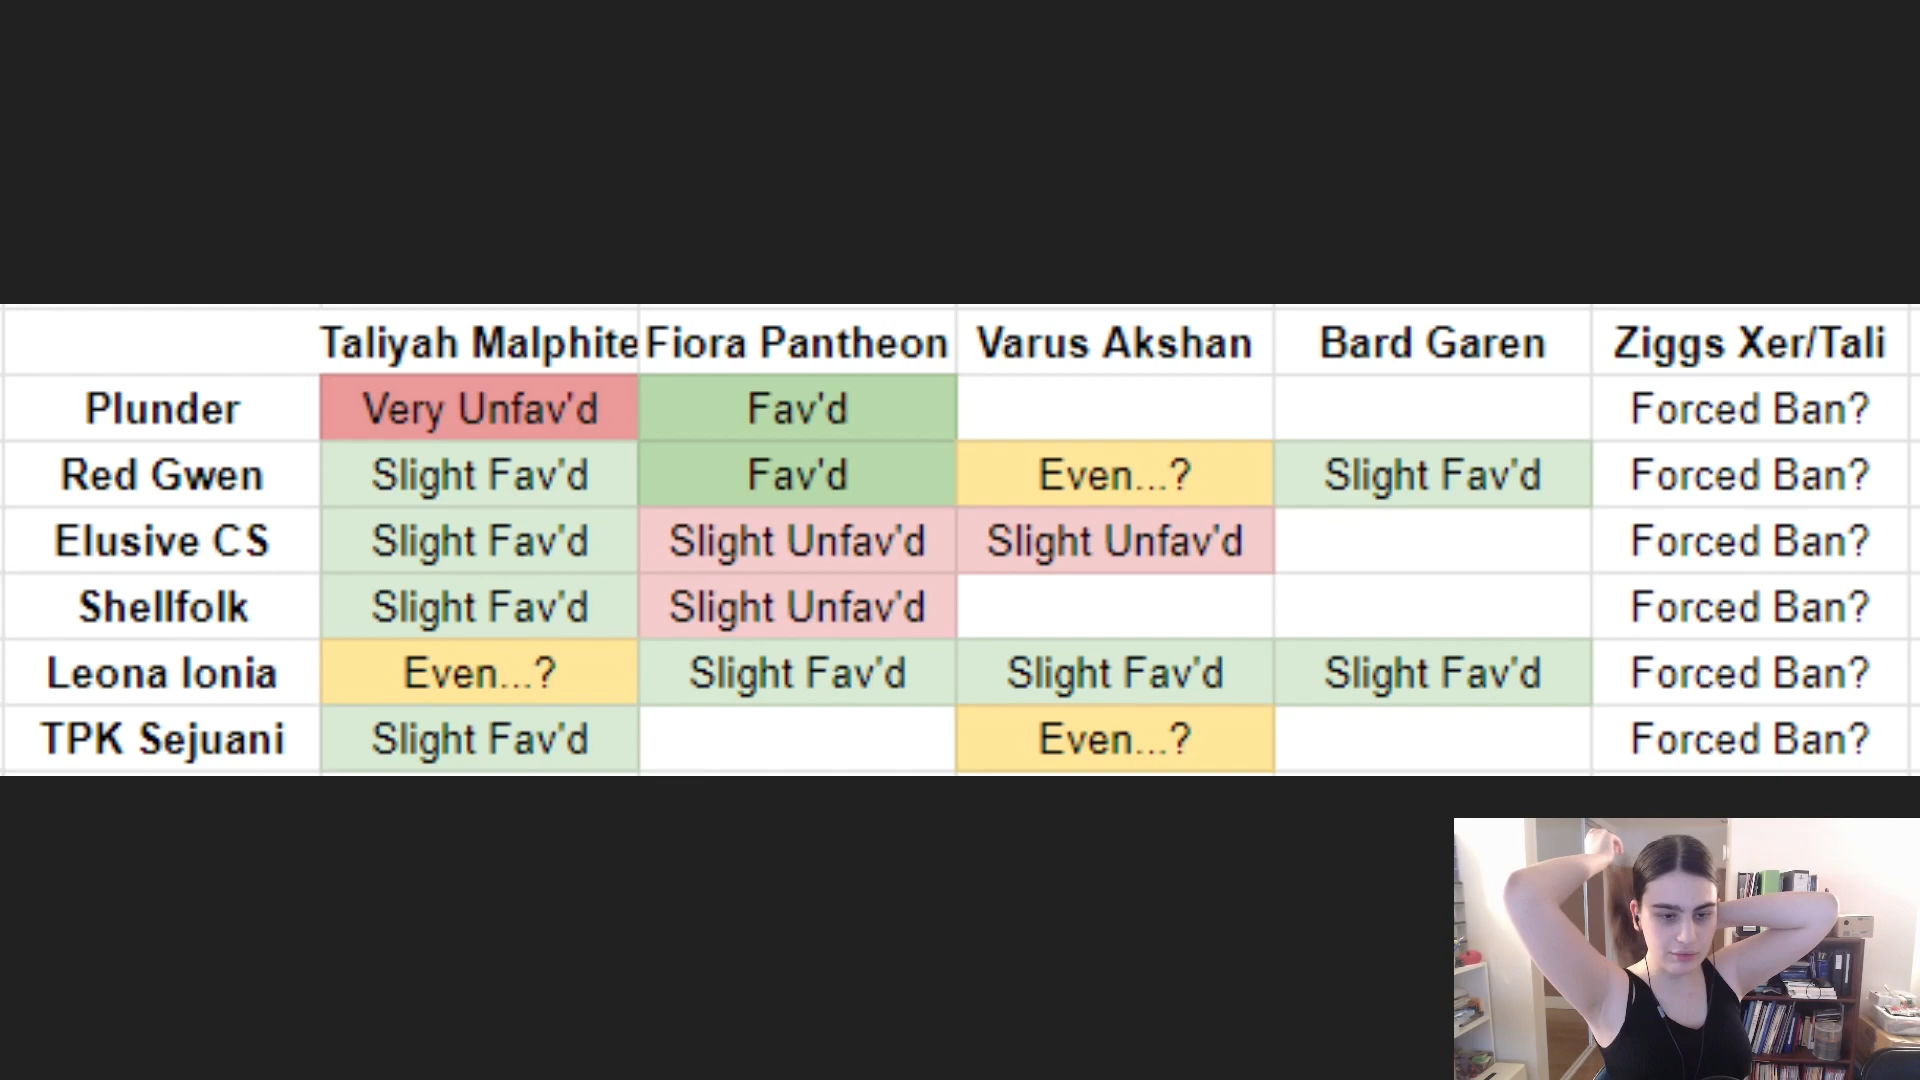 Taliyah Malphite Fiora Pantheon Varus Akshan Bard Garen Ziggs Xer/Tali
Plunder Very Unfav'd Fav'd Forced Ban?
Red Gwen Slight Fav'd Fav'd Even...? Slight Fav'd Forced Ban?
Elusive CS Slight Fav'd Slight Unfav'd Slight Unfav'd Forced Ban?
Shellfolk Slight Fav'd Slight Unfav'd Forced Ban?
Leona Ionia Even...? Slight Fav'd Slight Fav'd Slight Fav'd Forced Ban?
TPK Sejuani Slight Fav'd Even...? Forced Ban?